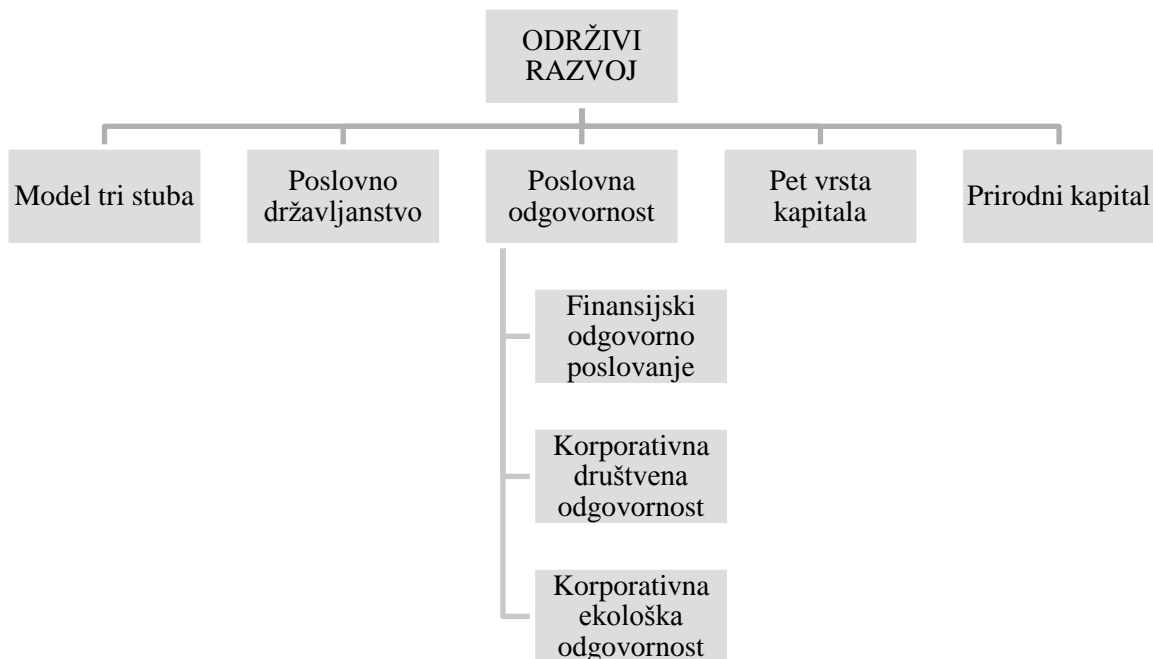 ODRŽIVI
RAZVOJ
Model tri stuba
Poslovno
državljanstvo
Poslovna
odgovornost
Pet vrsta
kapitala
Prirodni kapital
Finansijski
odgovorno
poslovanje
Korporativna
društvena
odgovornost
Korporativna
ekološka
odgovornost